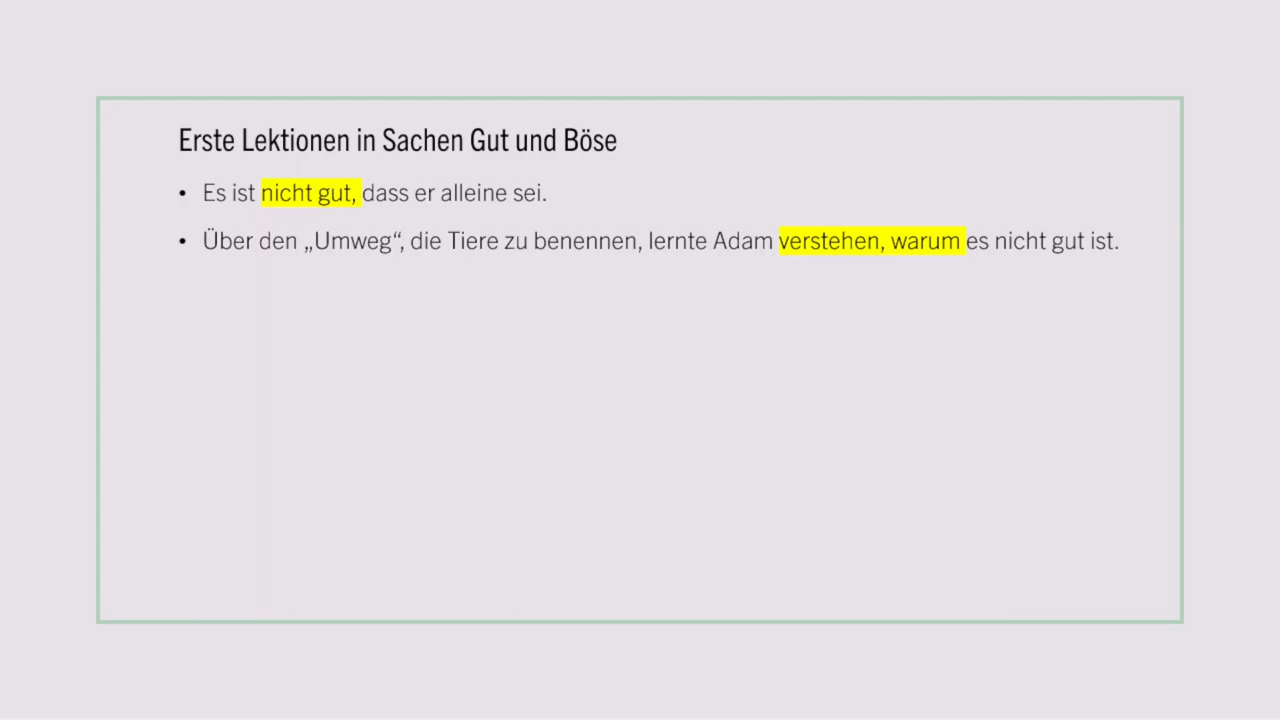 Erste Lektionen in Sachen Gut und Böse
• Es ist nicht gut, dass er alleine sei.
• Über den „Umweg“, die Tiere zu benennen, lernte Adam verstehen, warum es nicht gut ist.